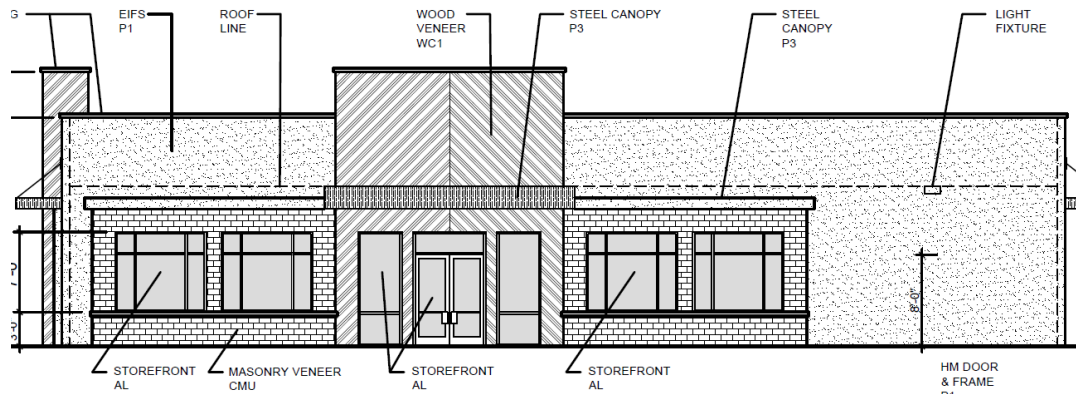 G
EIFS
P1
ROOF
LINE
WOOD
VENEER
WC1
STEEL CANOPY
P3
STEEL
CANOPY
P3
LIGHT
FIXTURE
8'-0"
STOREFRONT
AL
MASONRY VENEER
CMU
STOREFRONT
AL
STOREFRONT
AL
HM DOOR
& FRAME